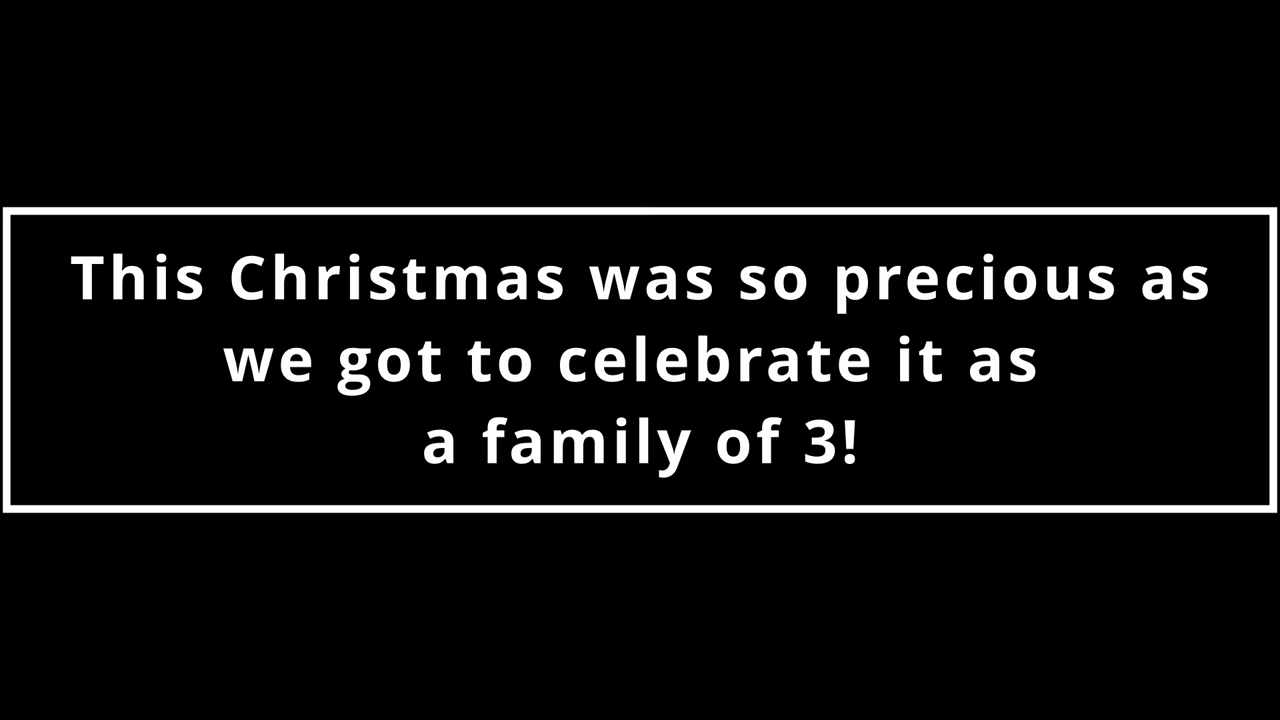 This Christmas was so precious as
we got to celebrate it as
a family of 3!